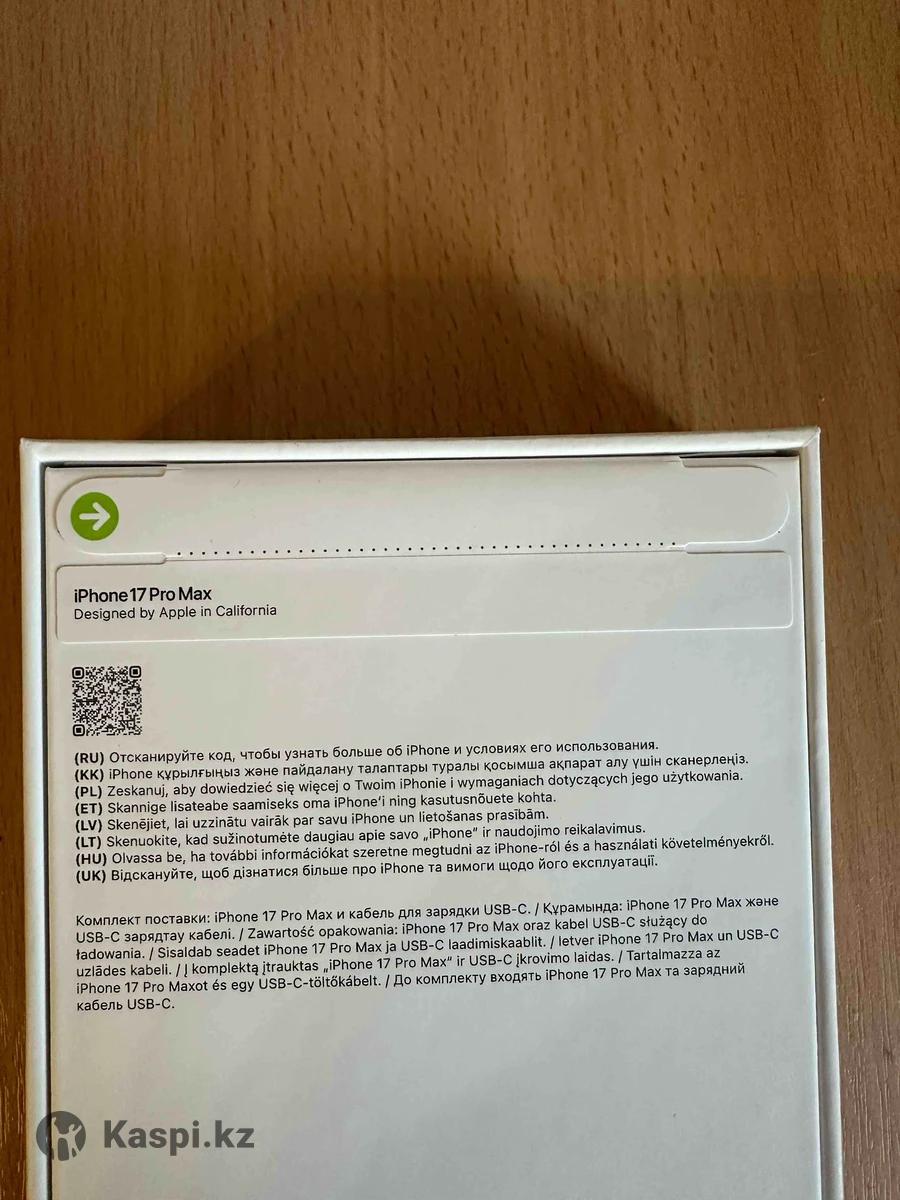 iPhone 17 Pro Max
Designed by Apple in California
(RU) Отсканируйте код, чтобы узнать больше об iPhone и условиях его использования.
(KK) iPhone құрылғыңыз және пайдалану талаптары туралы қосымша ақпарат алу үшін сканерлеңіз.
(PL) Zeskanuj, aby dowiedzieć się więcej o Twoim iPhonie i wymaganiach dotyczących jego użytkowania.
(ET) Skannige lisateabe saamiseks oma iPhone'i ning kasutusnõuete kohta.
(LV) Skenējiet, lai uzzinātu vairāk par savu iPhone un lietošanas prasībām.
(LT) Skenuokite, kad sužinotumėte daugiau apie savo „iPhone“ ir naudojimo reikalavimus.
(HU) Olvassa be, ha további információkat szeretne megtudni az iPhone-ról és a használati követelményekről.
(UK) Відскануйте, щоб дізнатися більше про iPhone та вимоги щодо його експлуатації.
Комплект поставки: iPhone 17 Pro Max и кабель для зарядки USB-C. / Құрамында: iPhone 17 Pro Max және
USB-C зарядтау кабелі. / Zawartość opakowania: iPhone 17 Pro Max oraz kabel USB-C służący do
ładowania. / Sisaldab seadet iPhone 17 Pro Max ja USB-C laadimiskaablit. / Ietver iPhone 17 Pro Max un USB-C
uzlādes kabeli. / Į komplektą įtrauktas „iPhone 17 Pro Max“ ir USB-C įkrovimo laidas. / Tartalmazza az
iPhone 17 Pro Maxot és egy USB-C-töltőkábelt. / До комплекту входять iPhone 17 Pro Max та зарядний
кабель USB-C.
Kaspi.kz